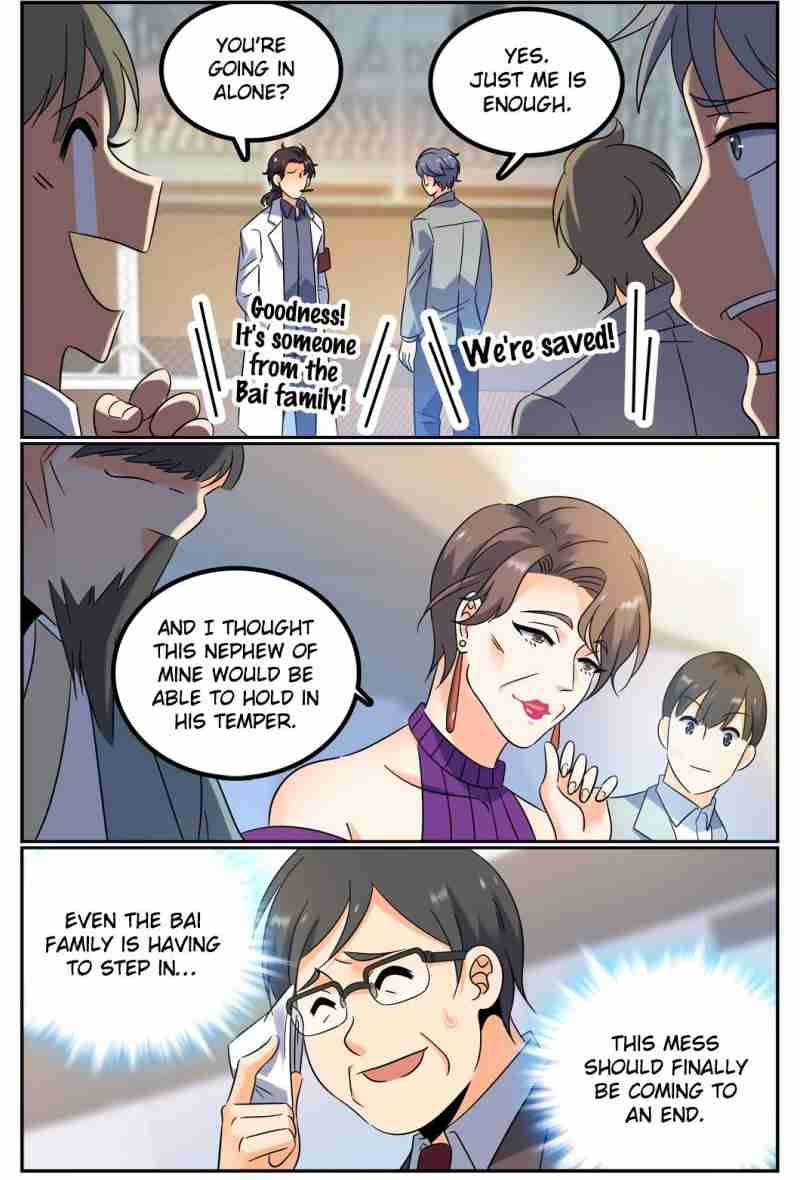 YOU'RE
GOING IN
ALONE?
YES.
JUST ME IS
ENOUGH.
Goodness!
It's someone
from the
Bai family!
We're saved!
AND I THOUGHT
THIS NEPHEW OF
MINE WOULD BE
ABLE TO HOLD IN
HIS TEMPER.
EVEN THE BAI
FAMILY IS HAVING
TO STEP IN...
THIS MESS
SHOULD FINALLY
BE COMING TO
AN END.